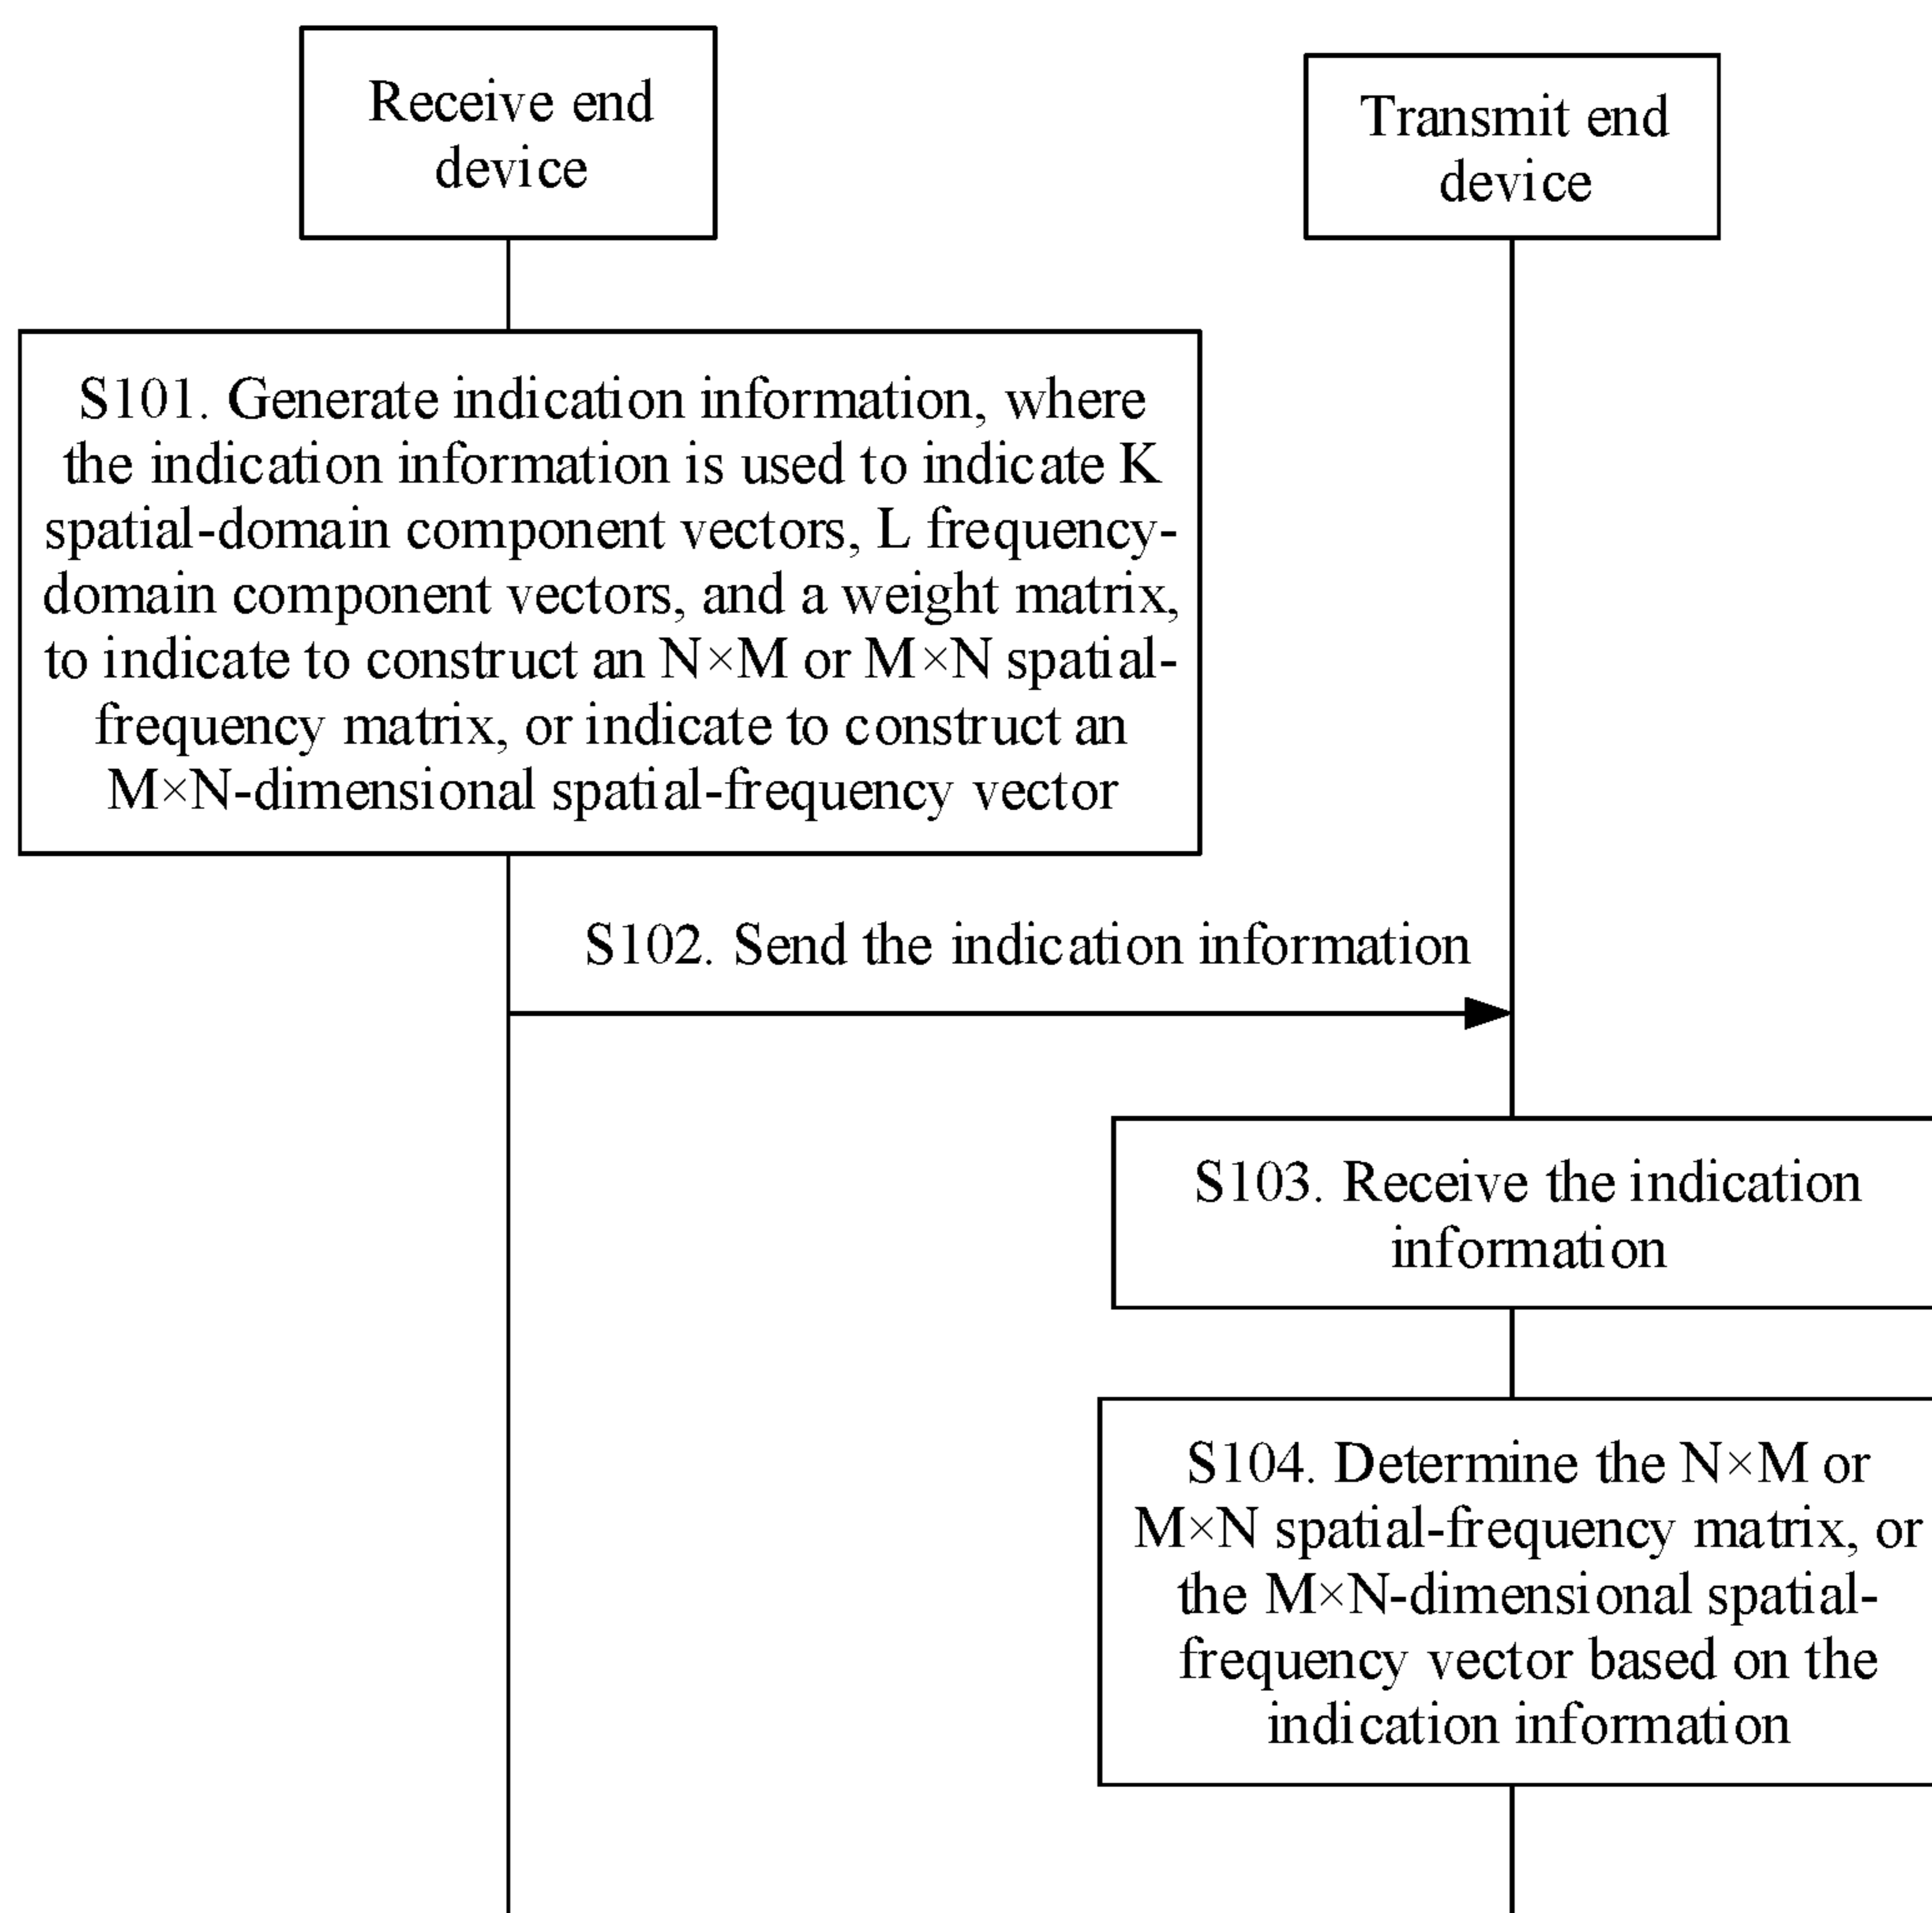 Receive end
device
Transmit end
device
S101. Generate indication information, where
the indication information is used to indicate K
spatial-domain component vectors, L frequency-
domain component vectors, and a weight matrix,
to indicate to construct an N×M or M×N spatial-
frequency matrix, or indicate to construct an
M×N-dimensional spatial-frequency vector
S102. Send the indication information
S103. Receive the indication
information
S104. Determine the N×M or
M×N spatial-frequency matrix, or
the M×N-dimensional spatial-
frequency vector based on the
indication information